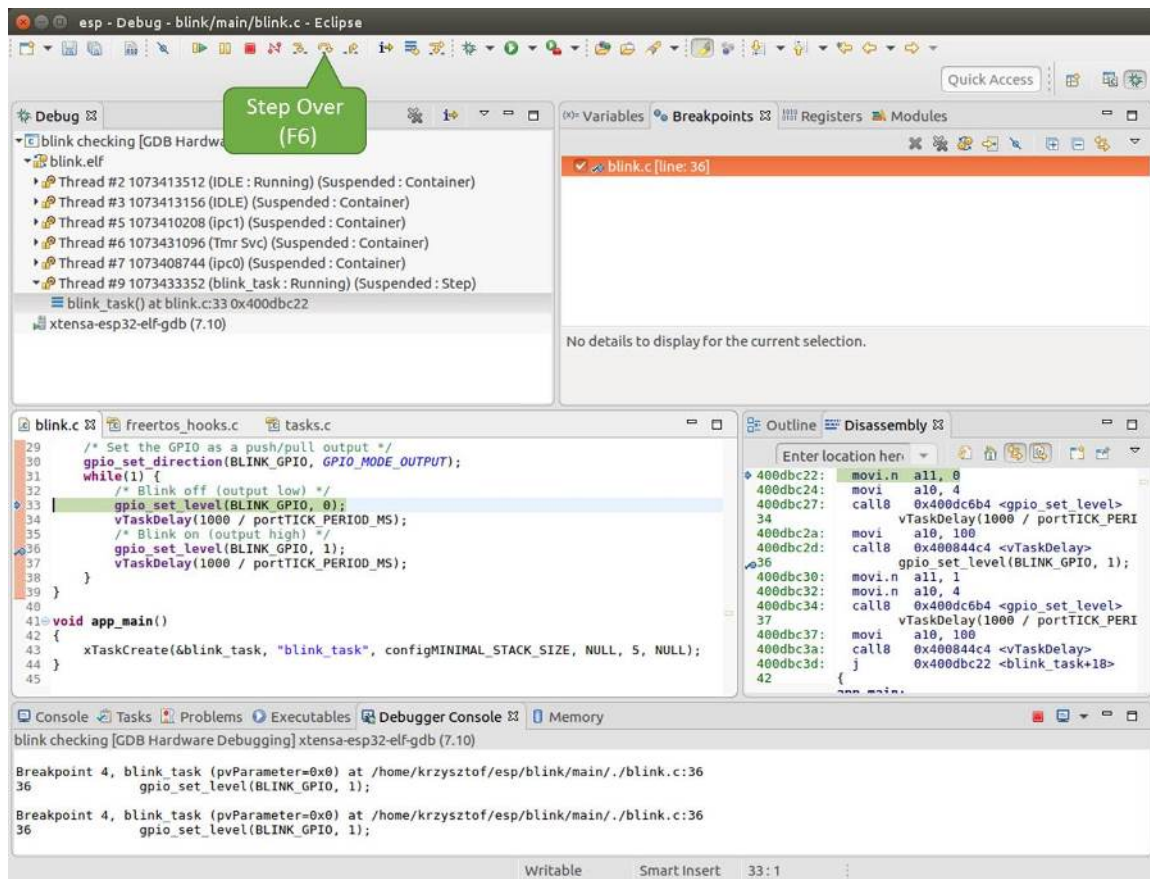 esp - Debug - blink/main/blink.c - Eclipse
Quick Access
Step Over
(F6)
Debug
blink checking [GDB Hardwa
blink.elf
Thread #2 1073413512 (IDLE : Running) (Suspended : Container)
Thread #3 1073413156 (IDLE) (Suspended : Container)
Thread #5 1073410208 (ipc1) (Suspended : Container)
Thread #6 1073431096 (Tmr Svc) (Suspended : Container)
Thread #7 1073408744 (ipc0) (Suspended : Container)
Thread #9 1073433352 (blink_task : Running) (Suspended : Step)
blink_task() at blink.c:33 0x400dbc22
xtensa-esp32-elf-gdb (7.10)
(x)= Variables Breakpoints Registers Modules
blink.c [line: 36]
No details to display for the current selection.
blink.c freertos_hooks.c tasks.c
29 /* Set the GPIO as a push/pull output */
30 gpio_set_direction(BLINK_GPIO, GPIO_MODE_OUTPUT);
31 while(1) {
32 /* Blink off (output low) */
33 gpio_set_level(BLINK_GPIO, 0);
34 vTaskDelay(1000 / portTICK_PERIOD_MS);
35 /* Blink on (output high) */
36 gpio_set_level(BLINK_GPIO, 1);
37 vTaskDelay(1000 / portTICK_PERIOD_MS);
38 }
39 }
40
41 void app_main()
42 {
43 xTaskCreate(&blink_task, "blink_task", configMINIMAL_STACK_SIZE, NULL, 5, NULL);
44 }
45
Outline Disassembly
Enter location her
400dbc22: movi.n a11, 0
400dbc24: movi a10, 4
400dbc27: call8 0x400dc6b4 <gpio_set_level>
34 vTaskDelay(1000 / portTICK_PERI
400dbc2a: movi a10, 100
400dbc2d: call8 0x400844c4 <vTaskDelay>
36 gpio_set_level(BLINK_GPIO, 1);
400dbc30: movi.n a11, 1
400dbc32: movi.n a10, 4
400dbc34: call8 0x400dc6b4 <gpio_set_level>
37 vTaskDelay(1000 / portTICK_PERI
400dbc37: movi a10, 100
400dbc3a: call8 0x400844c4 <vTaskDelay>
400dbc3d: j 0x400dbc22 <blink_task+18>
42 {
app_main:
Console Tasks Problems Executables Debugger Console Memory
blink checking [GDB Hardware Debugging] xtensa-esp32-elf-gdb (7.10)
Breakpoint 4, blink_task (pvParameter=0x0) at /home/krzysztof/esp/blink/main/./blink.c:36
36 gpio_set_level(BLINK_GPIO, 1);
Breakpoint 4, blink_task (pvParameter=0x0) at /home/krzysztof/esp/blink/main/./blink.c:36
36 gpio_set_level(BLINK_GPIO, 1);
Writable Smart Insert 33 : 1